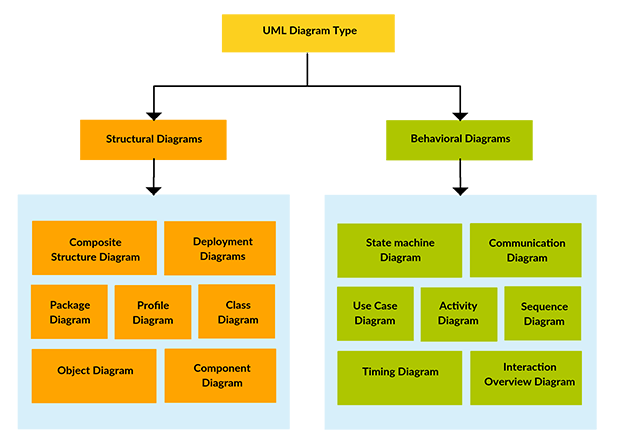 UML Diagram Type
Structural Diagrams
Behavioral Diagrams
Composite
Structure Diagram
Deployment
Diagrams
Package
Diagram
Profile
Diagram
Class
Diagram
Object Diagram
Component
Diagram
State machine
Diagram
Communication
Diagram
Use Case
Diagram
Activity
Diagram
Sequence
Diagram
Timing Diagram
Interaction
Overview Diagram